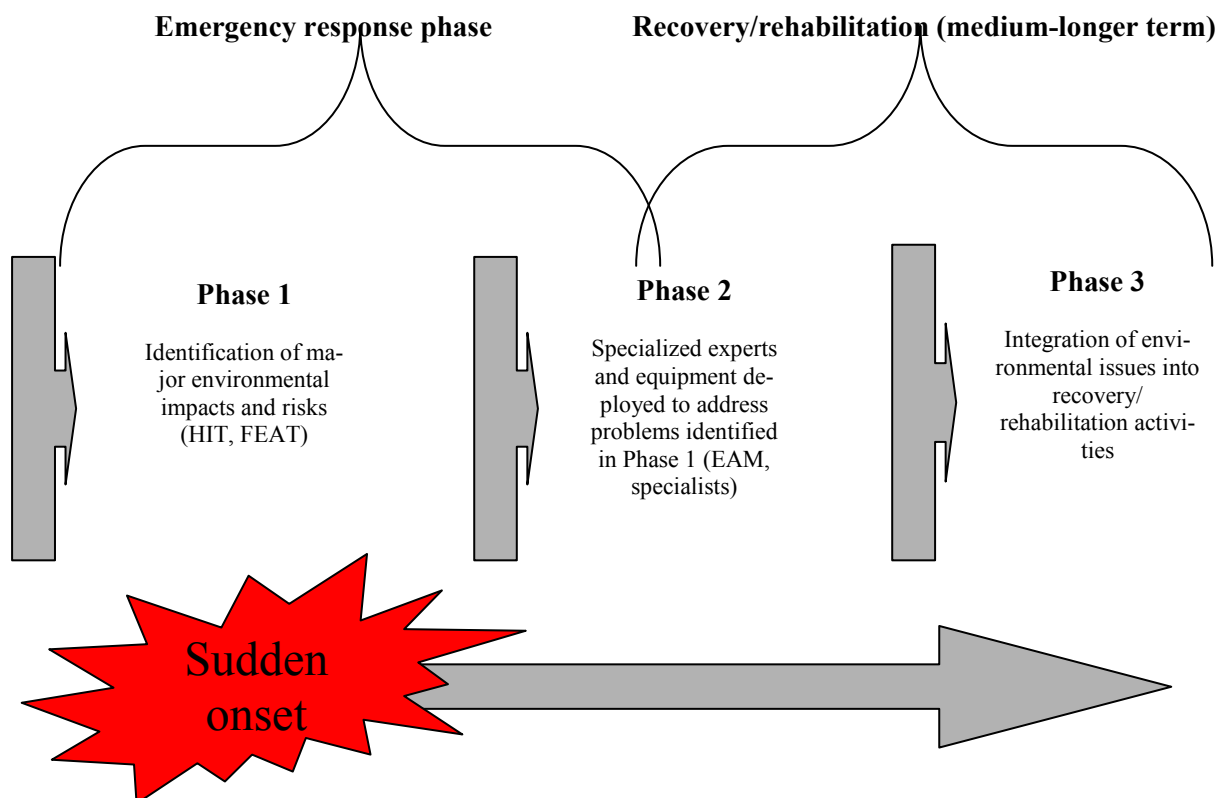 Emergency response phase
Recovery/rehabilitation (medium-longer term)
Phase 1
Identification of ma-
jor environmental
impacts and risks
(HIT, FEAT)
Phase 2
Specialized experts
and equipment de-
ployed to address
problems identified
in Phase 1 (EAM,
specialists)
Phase 3
Integration of envi-
ronmental issues into
recovery/
rehabilitation activi-
ties
Sudden
onset